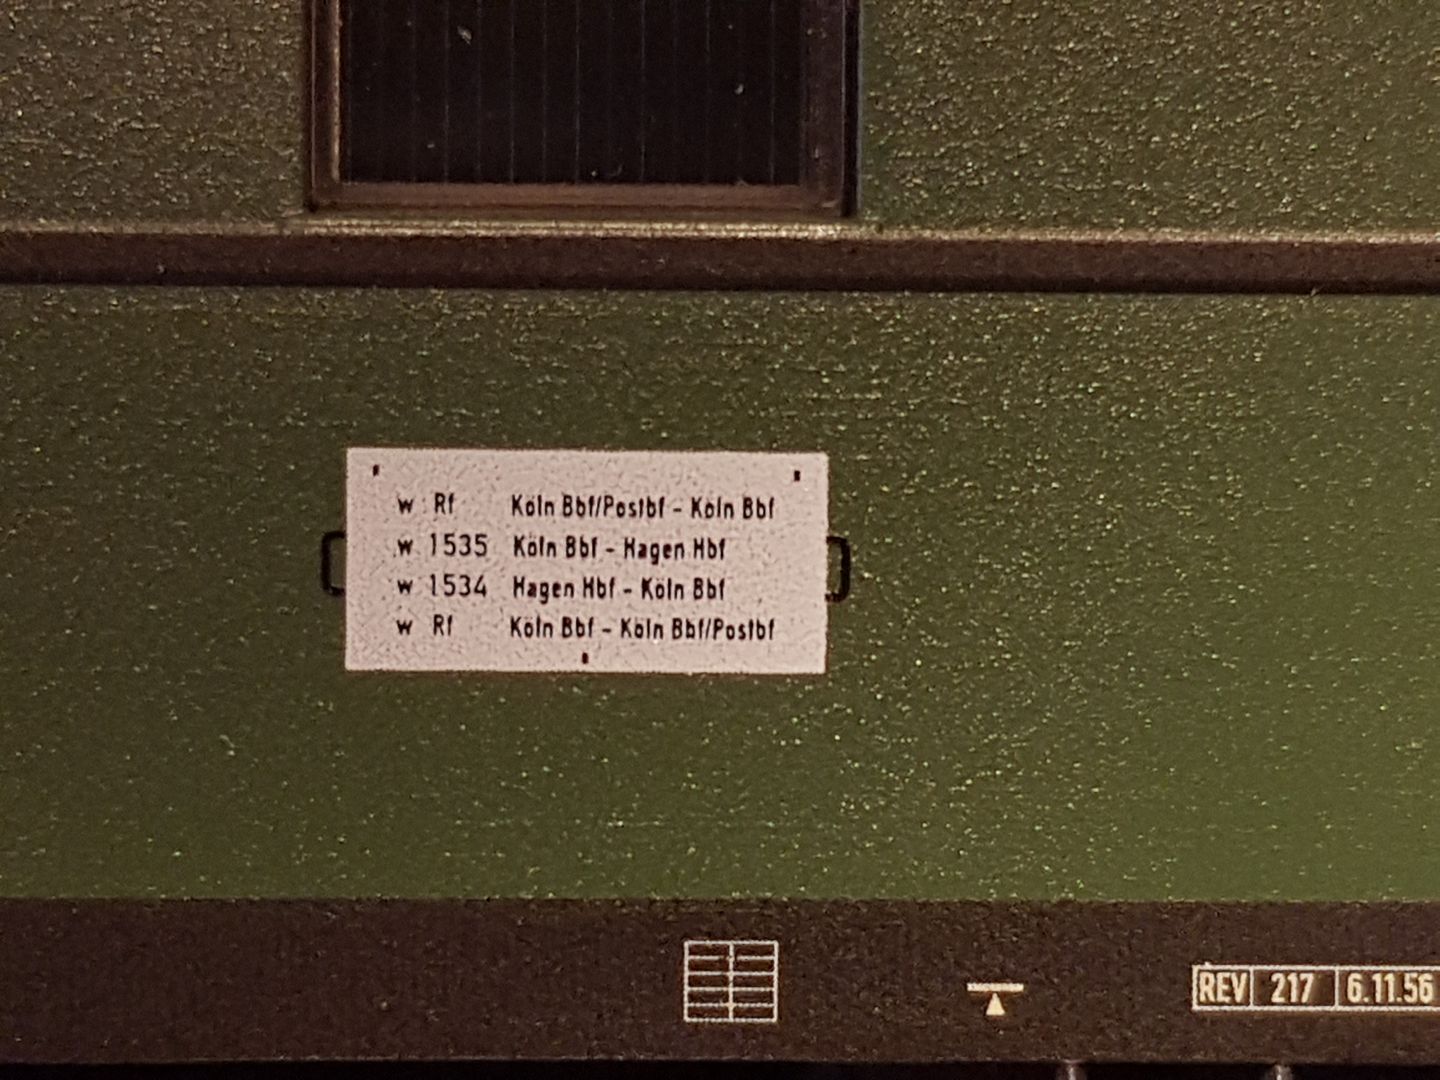 w Rf Köln Bbf/Postbf - Köln Bbf
w 1535 Köln Bbf - Hagen Hbf
w 1534 Hagen Hbf - Köln Bbf
w Rf Köln Bbf - Köln Bbf/Postbf
REV 217 6.11.56